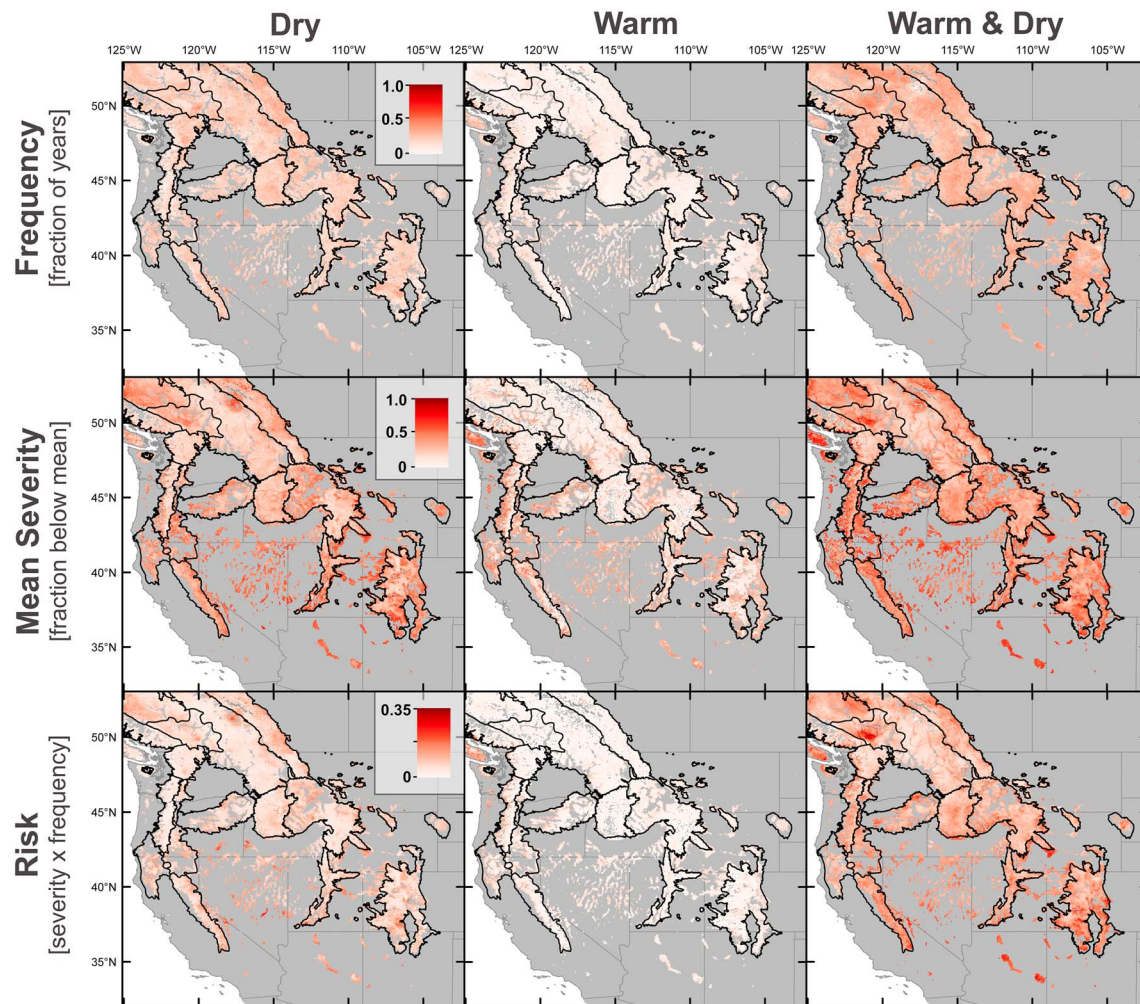 Dry Warm Warm & Dry
125°W 120°W 115°W 110°W 125°W 120°W 115°W 110°W 105°W 125°W 120°W 115°W 110°W 105°W
Frequency
[fraction of years]
50°N
45°N
40°N
35°N
1.0
0.5
0
Mean Severity
[fraction below mean]
50°N
45°N
40°N
35°N
1.0
0.5
0
Risk
[severity x frequency]
50°N
45°N
40°N
35°N
0.35
0